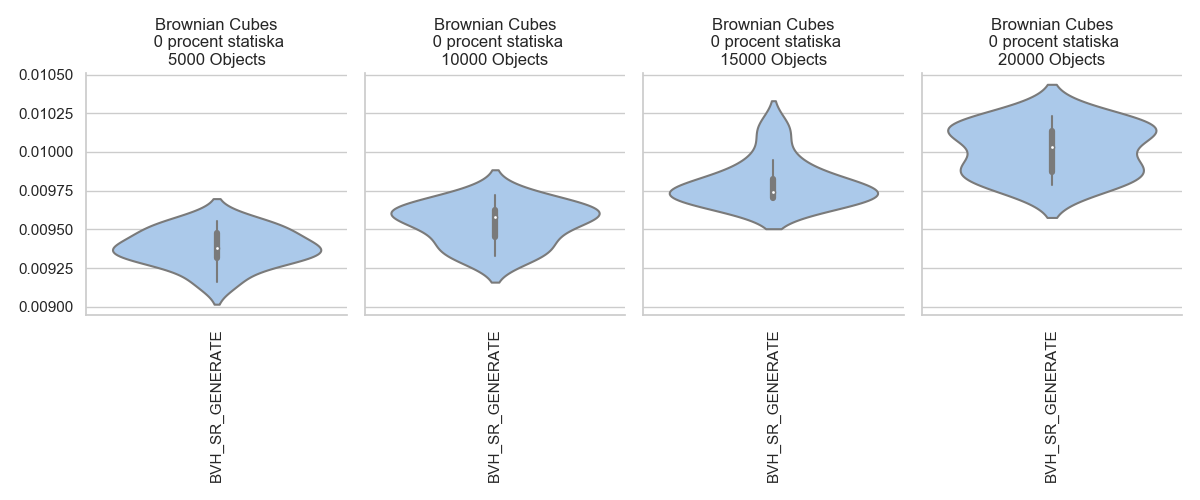 Brownian Cubes
0 procent statiska
5000 Objects
Brownian Cubes
0 procent statiska
10000 Objects
Brownian Cubes
0 procent statiska
15000 Objects
Brownian Cubes
0 procent statiska
20000 Objects
0.01050
0.01025
0.01000
0.00975
0.00950
0.00925
0.00900
BVH_SR_GENERATE
BVH_SR_GENERATE
BVH_SR_GENERATE
BVH_SR_GENERATE